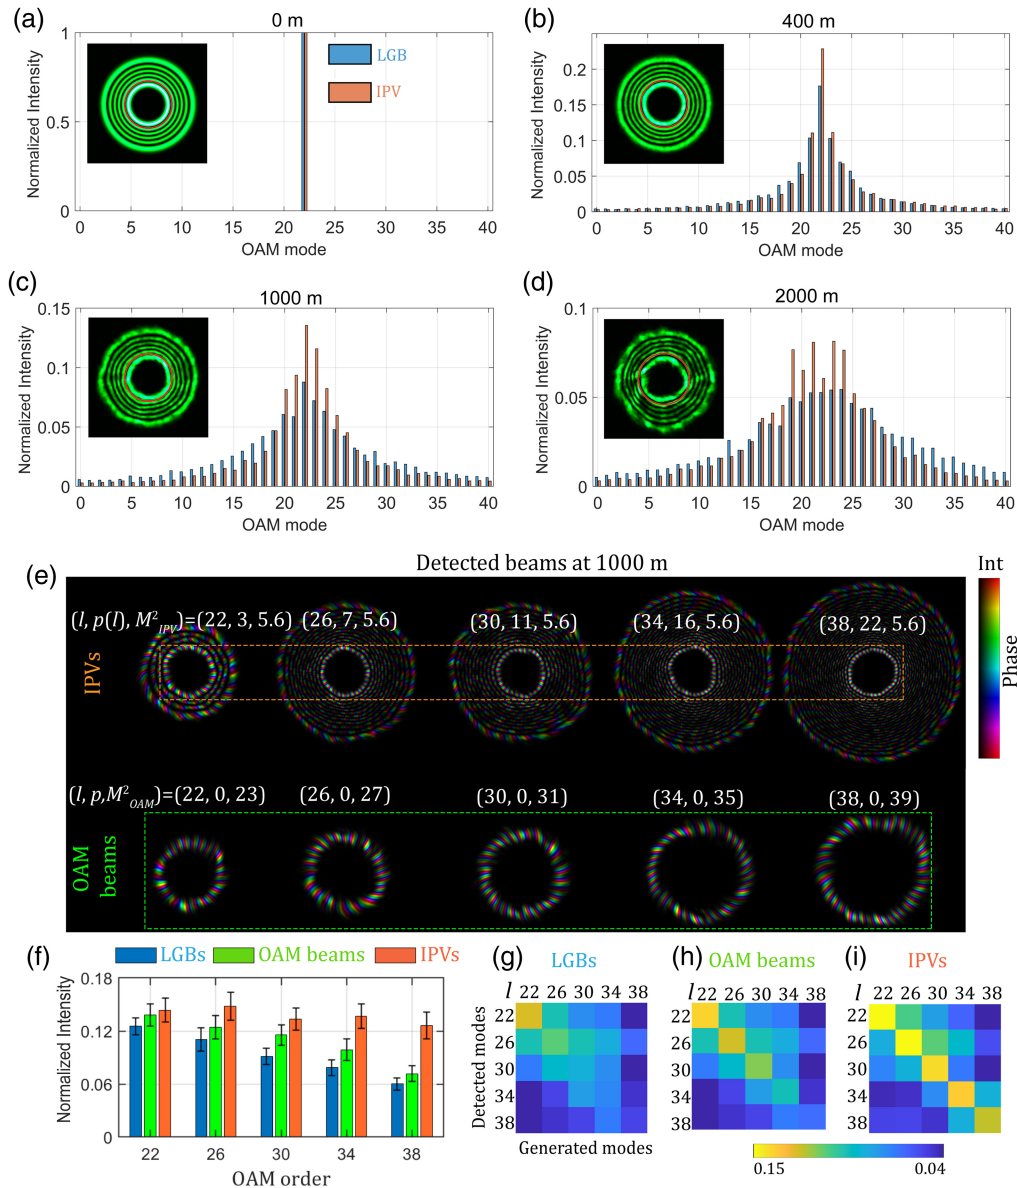 (a)
0 m
Normalized Intensity
1
0.5
0
LGB
IPV
0 5 10 15 20 25 30 35 40
OAM mode
(b)
400 m
Normalized Intensity
0.2
0.15
0.1
0.05
0
0 5 10 15 20 25 30 35 40
OAM mode
(c)
1000 m
Normalized Intensity
0.15
0.1
0.05
0
0 5 10 15 20 25 30 35 40
OAM mode
(d)
2000 m
Normalized Intensity
0.1
0.05
0
0 5 10 15 20 25 30 35 40
OAM mode
(e)
Detected beams at 1000 m
Int
Phase
IPVs
(l, p(l), M²_IPV)=(22, 3, 5.6) (26, 7, 5.6) (30, 11, 5.6) (34, 16, 5.6) (38, 22, 5.6)
OAM
beams
(l, p,M²_OAM)=(22, 0, 23) (26, 0, 27) (30, 0, 31) (34, 0, 35) (38, 0, 39)
(f)
LGBs OAM beams IPVs
Normalized Intensity
0.18
0.12
0.06
0
22 26 30 34 38
OAM order
(g) LGBs
l 22 26 30 34 38
Detected modes
22
26
30
34
38
Generated modes
(h) OAM beams
l 22 26 30 34 38
22
26
30
34
38
(i) IPVs
l 22 26 30 34 38
22
26
30
34
38
0.15 0.04